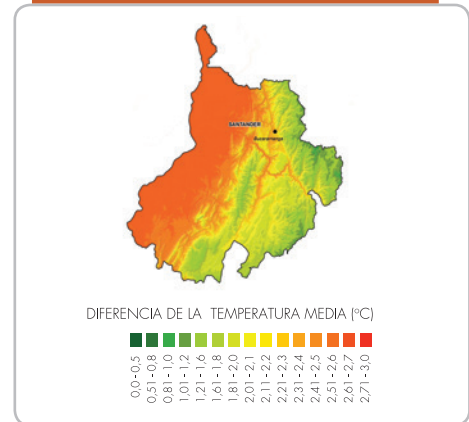 SANTANDER
Bucaramanga
DIFERENCIA DE LA TEMPERATURA MEDIA (ºC)
0,0 - 0,5
0,51 - 0,8
0,81 - 1,0
1,01 - 1,2
1,21 - 1,6
1,61 - 1,8
1,81 - 2,0
2,01 - 2,1
2,11 - 2,2
2,21 - 2,3
2,31 - 2,4
2,41 - 2,5
2,51 - 2,6
2,61 - 2,7
2,71 - 3,0